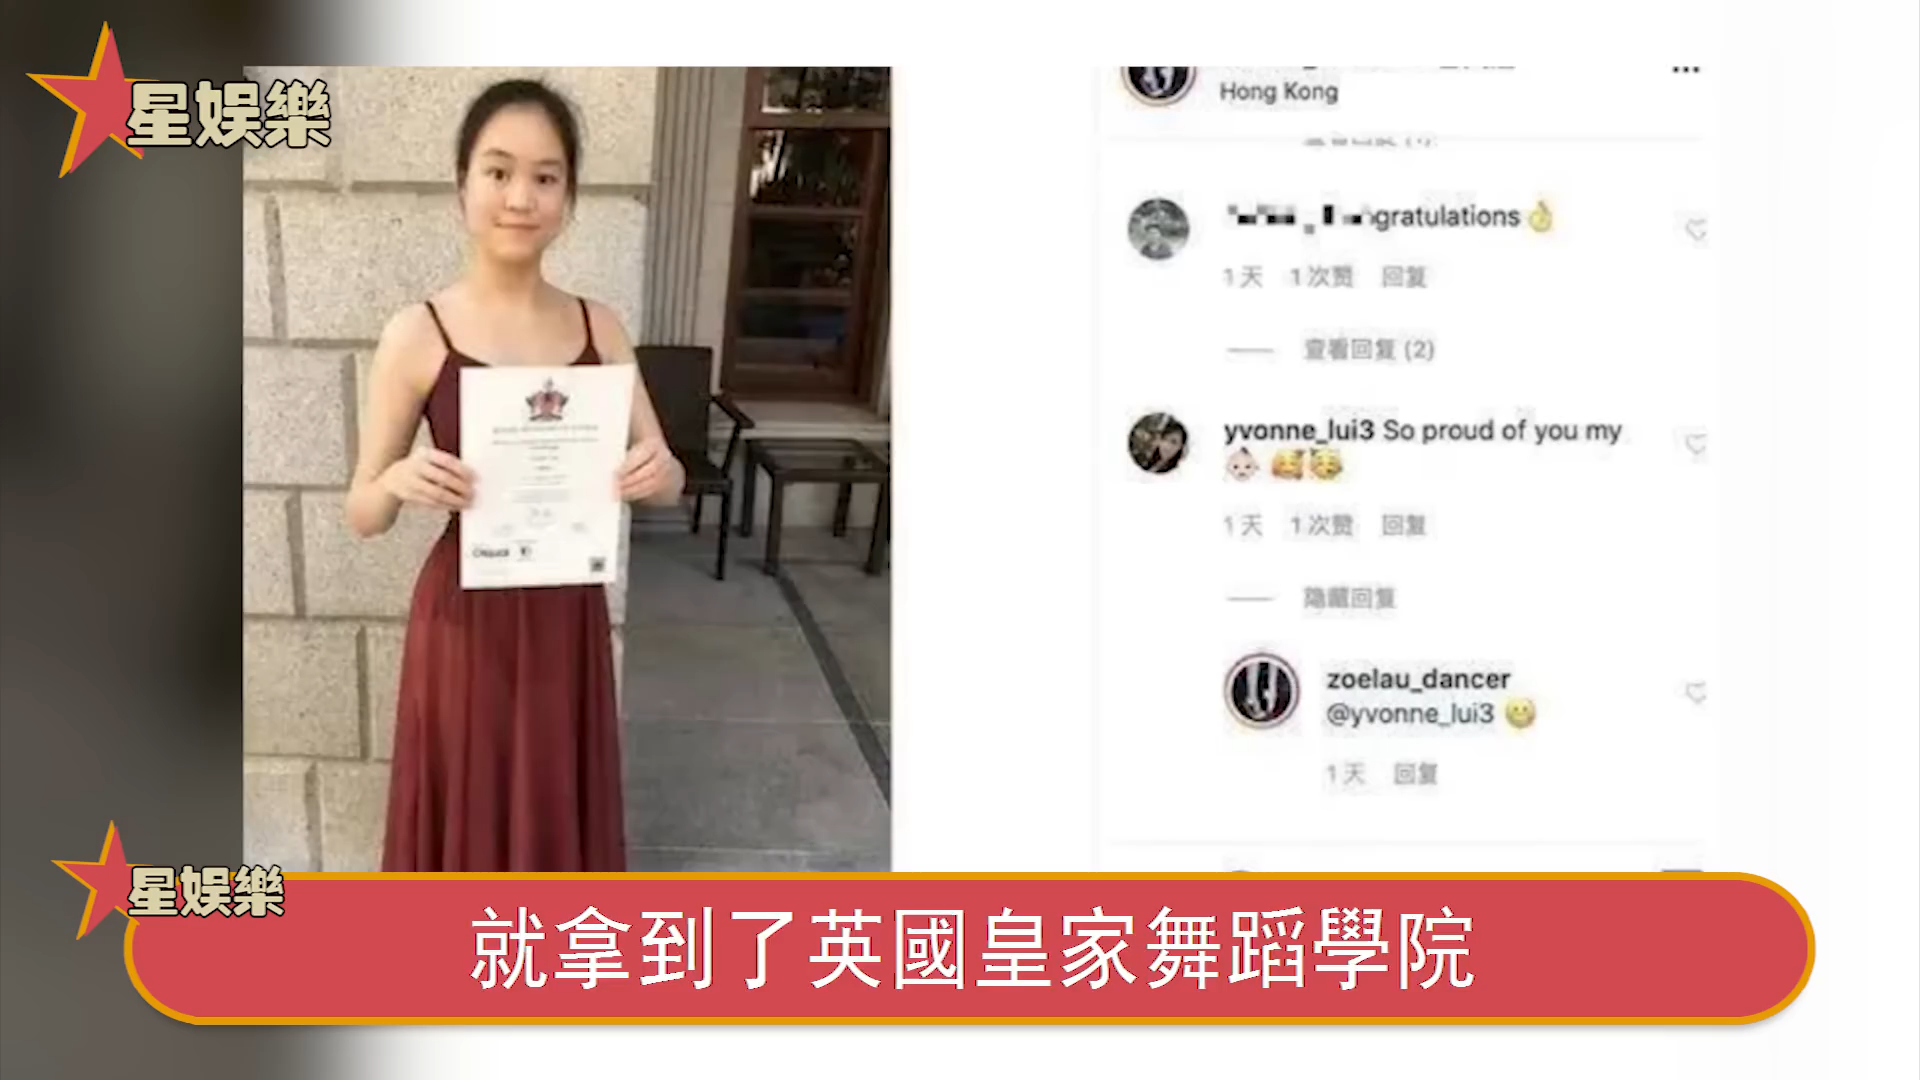 星娱樂
Hong Kong
gratulations👌
1天 1次赞 回复
查看回复 (2)
yvonne_lui3 So proud of you my
👶🏻 🥰🥳
1天 1次赞 回复
隐藏回复
zoelau_dancer
@yvonne_lui3 😁
1天 回复
星娱樂
就拿到了英國皇家舞蹈學院